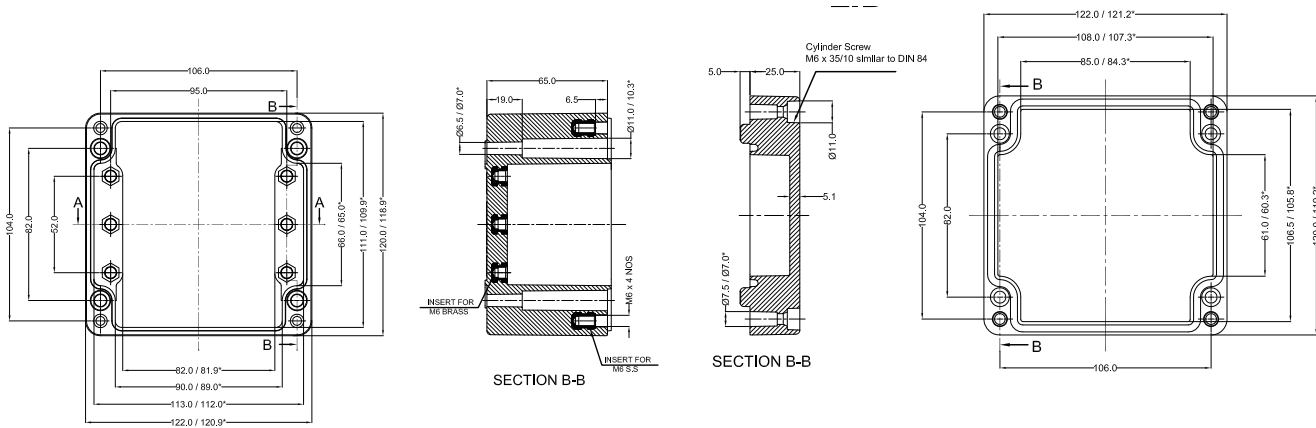 106.0
95.0
B
A
A
104.0
82.0
52.0
66.0 / 65.0°
111.0 / 109.9°
120.0 / 118.9°
B
82.0 / 81.9°
90.0 / 89.0°
113.0 / 112.0°
122.0 / 120.9°
65.0
19.0
6.5
Ø6.5 / Ø7.0°
Ø11.0 / 10.3°
INSERT FOR
M6 BRASS
M6 x 4 NOS
INSERT FOR
M6 S.S
SECTION B-B
5.0
25.0
Cylinder Screw
M6 x 35/10 similar to DIN 84
Ø11.0
5.1
Ø7.5 / Ø7.0°
SECTION B-B
122.0 / 121.2°
108.0 / 107.3°
85.0 / 84.3°
B
104.0
82.0
61.0 / 60.3°
106.5 / 105.8°
B
106.0